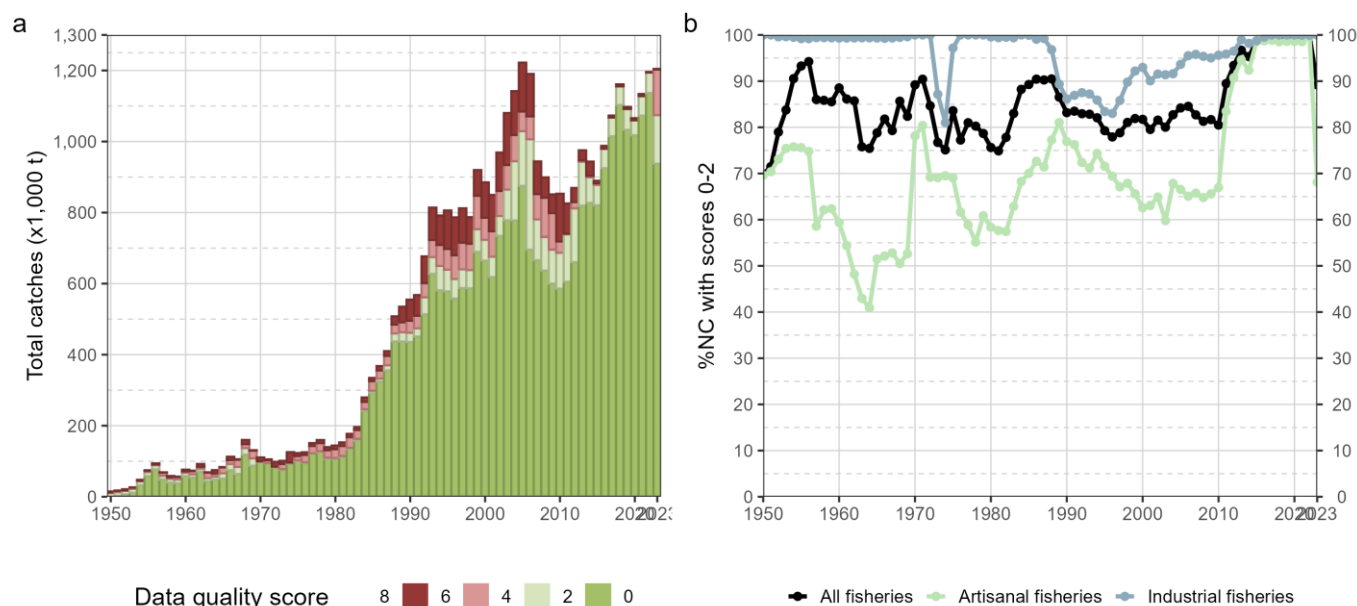 a
Total catches (x1,000 t)
1,300
1,200
1,000
800
600
400
200
0
1950 1960 1970 1980 1990 2000 2010 2020 2023
Data quality score 8 6 4 2 0
b
%NC with scores 0-2
100 100
90 90
80 80
70 70
60 60
50 50
40 40
30 30
20 20
10 10
0 0
1950 1960 1970 1980 1990 2000 2010 2020 2023
All fisheries Artisanal fisheries Industrial fisheries